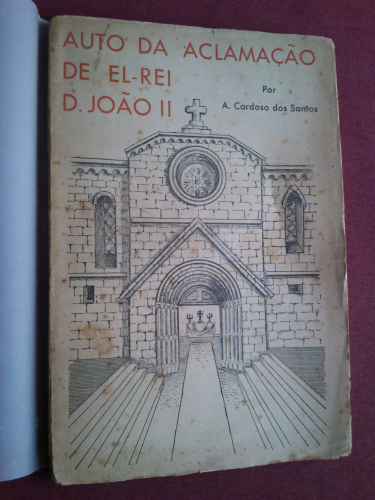 AUTO DA ACLAMAÇÃO
DE EL-REI
D. JOÃO II
Por
A. Cardoso dos Santos